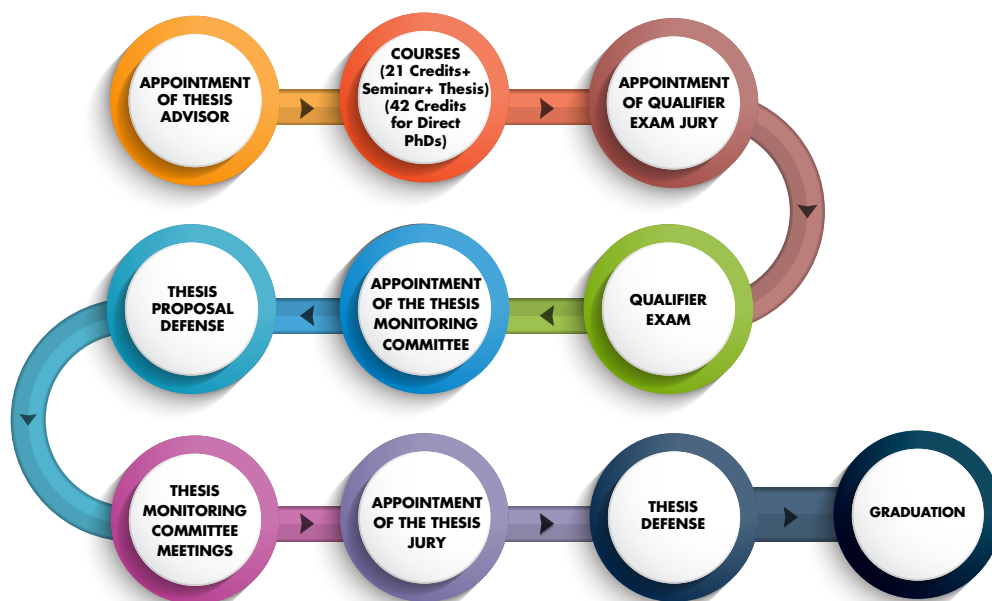 APPOINTMENT
OF THESIS
ADVISOR
COURSES
(21 Credits+
Seminar+ Thesis)
(42 Credits
for Direct
PhDs)
APPOINTMENT
OF QUALIFIER
EXAM JURY
QUALIFIER
EXAM
APPOINTMENT
OF THE THESIS
MONITORING
COMMITTEE
THESIS
PROPOSAL
DEFENSE
THESIS
MONITORING
COMMITTEE
MEETINGS
APPOINTMENT
OF THE THESIS
JURY
THESIS
DEFENSE
GRADUATION